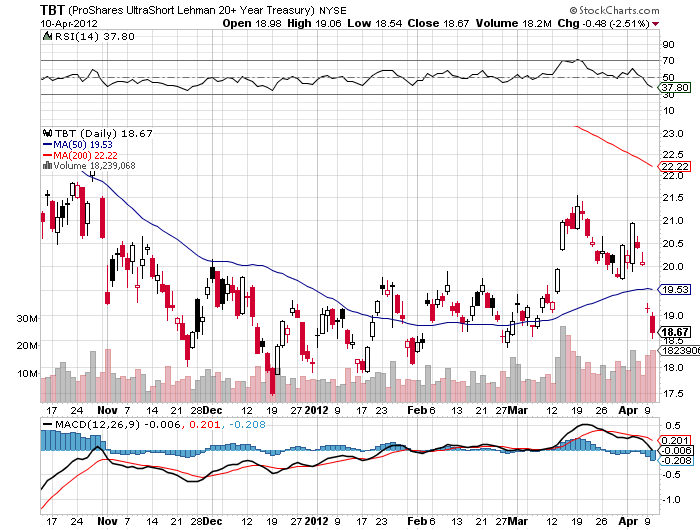 TBT (ProShares UltraShort Lehman 20+ Year Treasury) NYSE © StockCharts.com
10-Apr-2012 Open 18.98 High 19.06 Low 18.54 Close 18.67 Volume 18.2M Chg -0.48 (-2.51%)
RSI(14) 37.80
90
70
50
37.80
30
10
TBT (Daily) 18.67
MA(50) 19.53
MA(200) 22.22
Volume 18,239,068
23.0
22.5
22.22
22.0
21.5
21.0
20.5
20.0
19.53
19.0
18.67
18.5
1823906
18.0
17.5
30M
20M
10M
17 24 Nov 7 14 21 28 Dec 12 19 27 2012 9 17 23 Feb 6 13 21 27 Mar 12 19 26 Apr 9
MACD(12,26,9) -0.006, 0.201, -0.208
0.5
0.201
-0.006
-0.208
-0.5
-1.0
17 24 Nov 7 14 21 28 Dec 12 19 27 2012 9 17 23 Feb 6 13 21 27 Mar 12 19 26 Apr 9